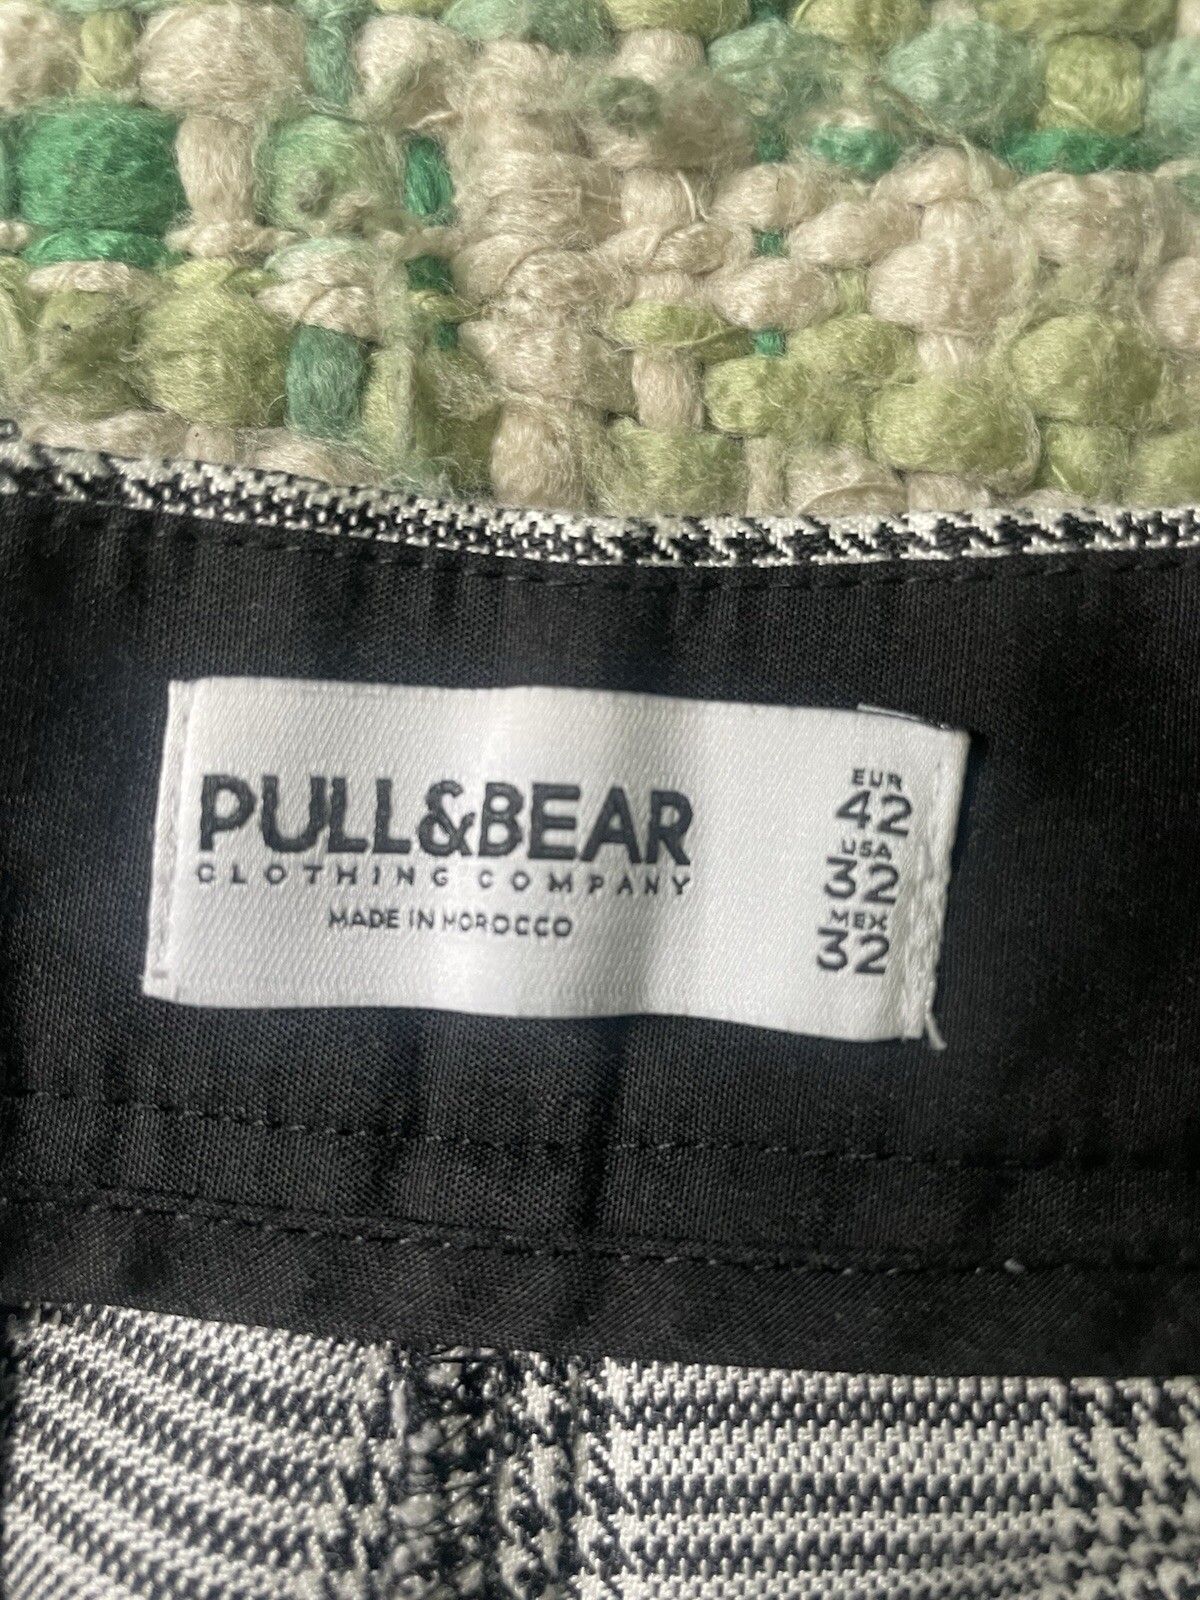 PULL&BEAR
CLOTHING COMPANY
MADE IN MOROCCO
EUR
42
USA
32
MEX
32